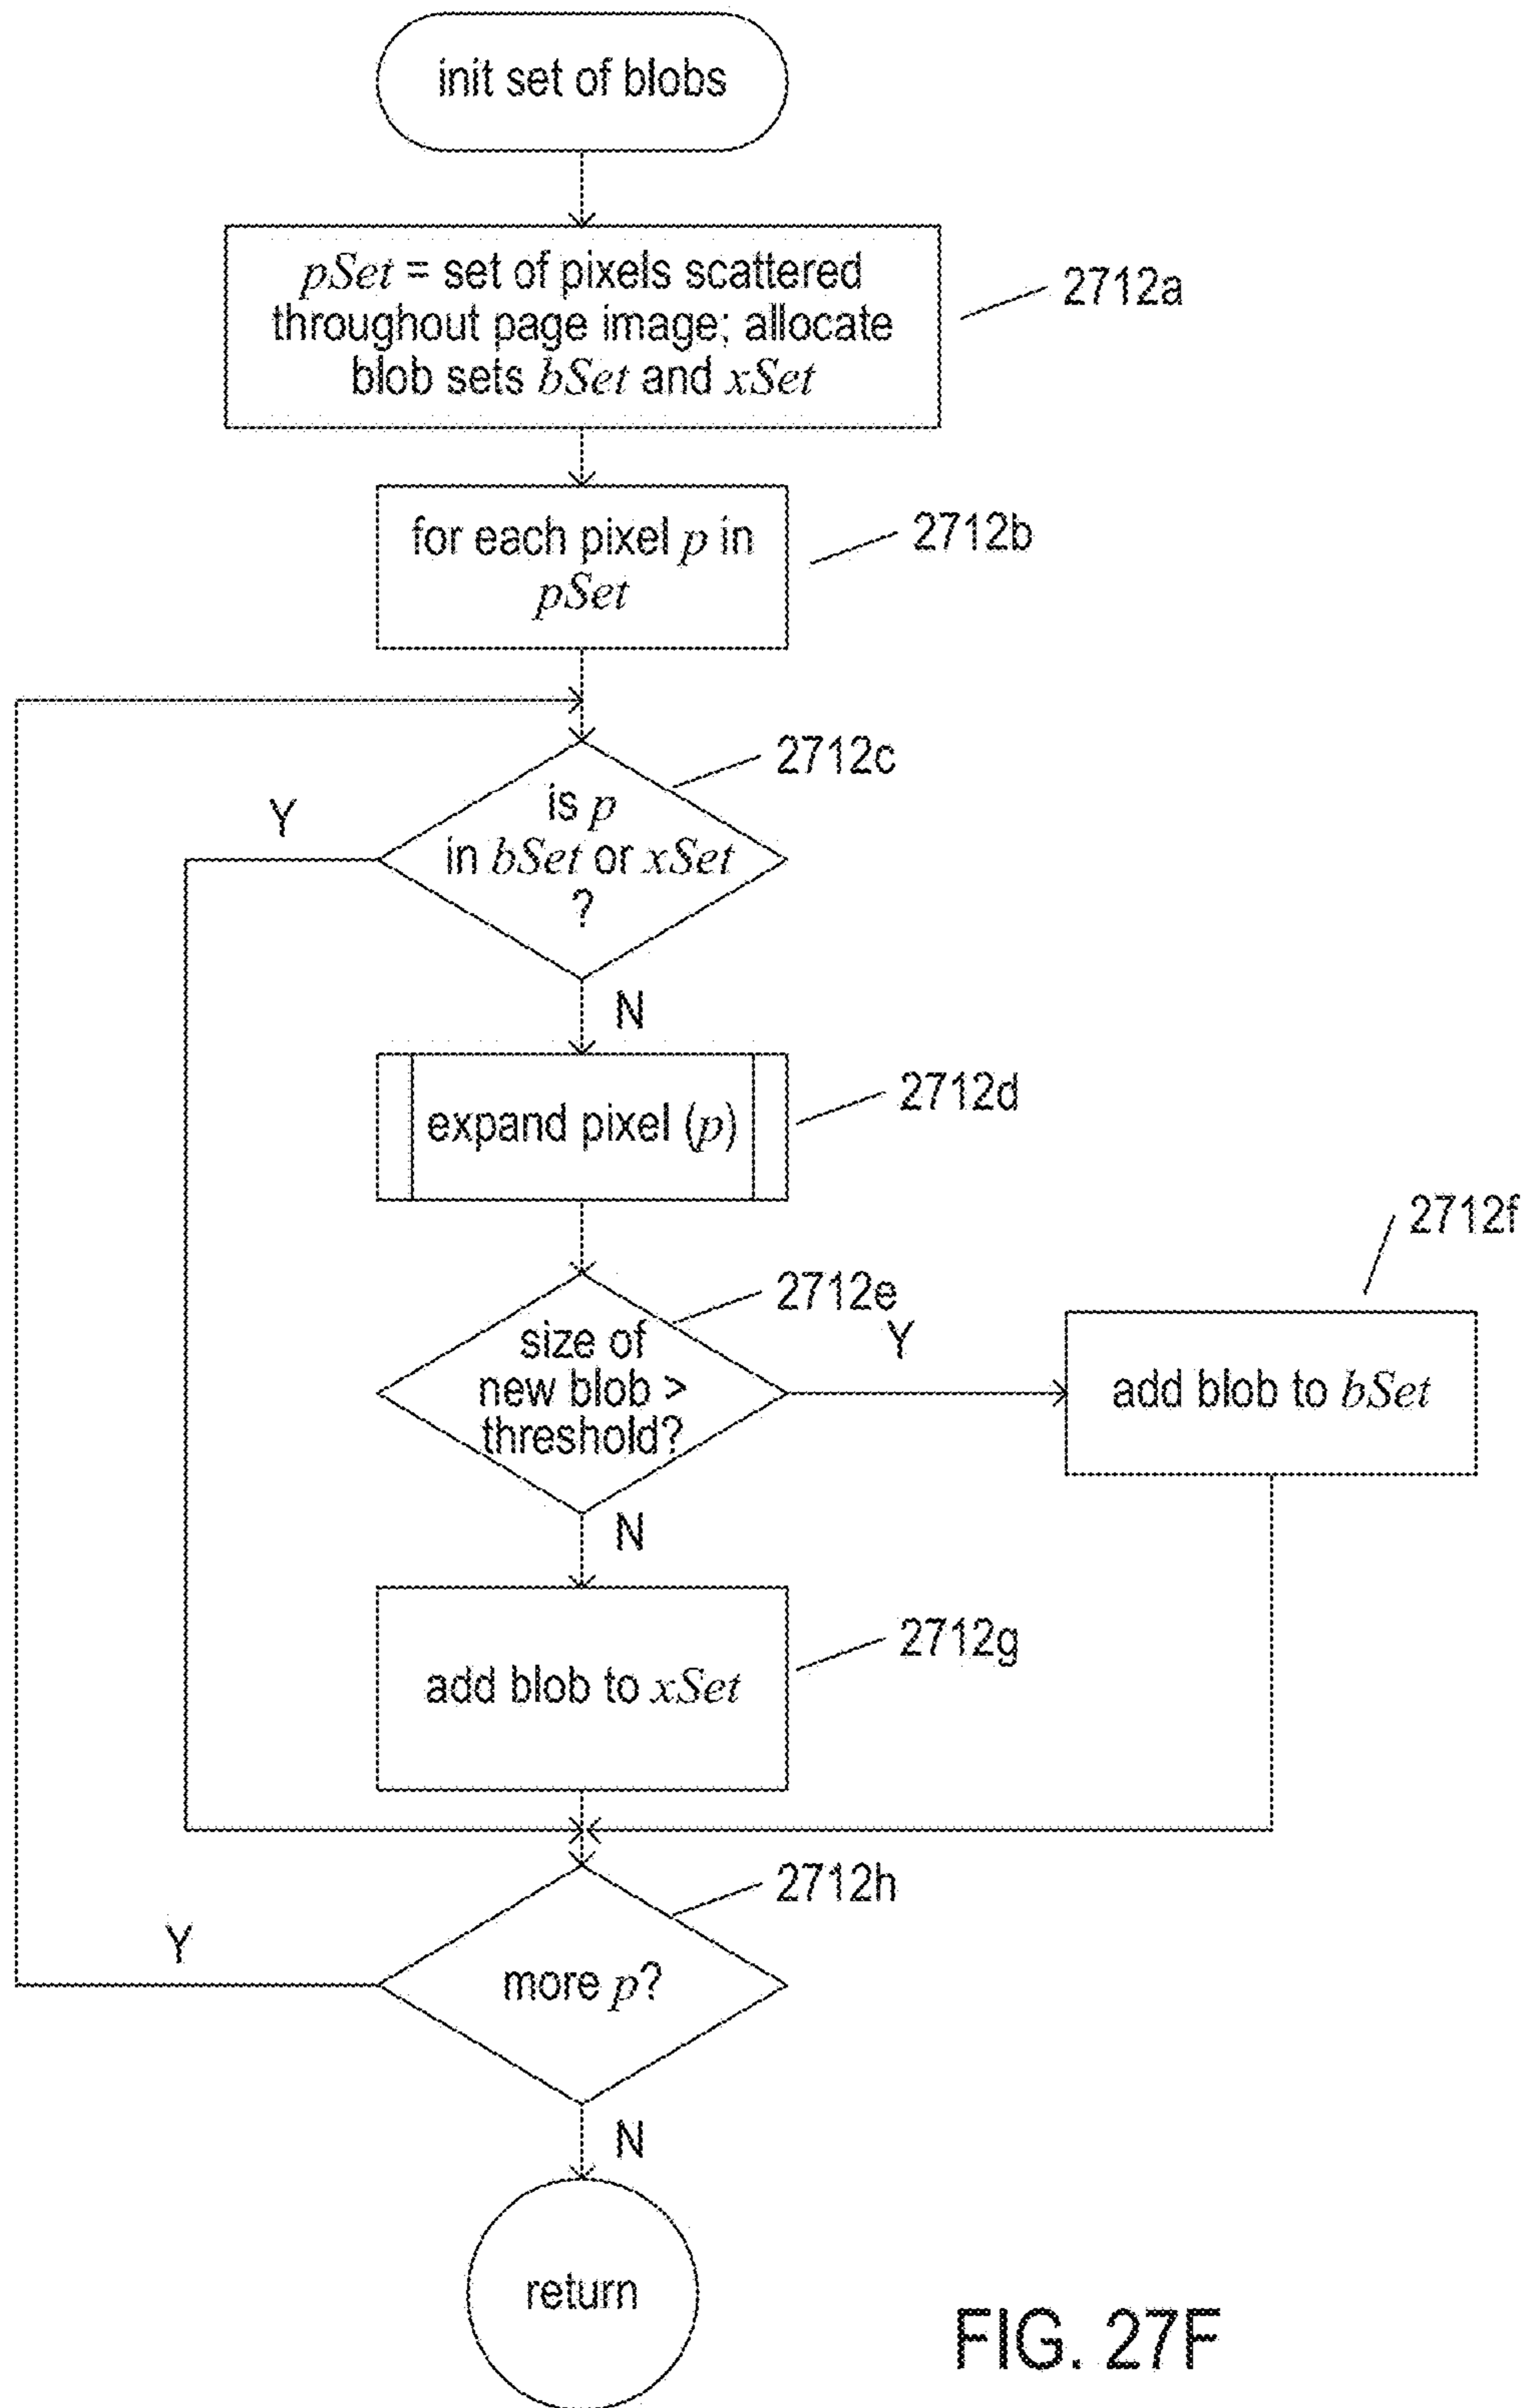 init set of blobs
pSet = set of pixels scattered
throughout page image; allocate
blob sets bSet and xSet
2712a
for each pixel p in
pSet
2712b
2712c
is p
in bSet or xSet
?
Y
N
expand pixel (p)
2712d
2712e
size of
new blob >
threshold?
Y
2712f
add blob to bSet
N
add blob to xSet
2712g
2712h
more p?
Y
N
return
FIG. 27F